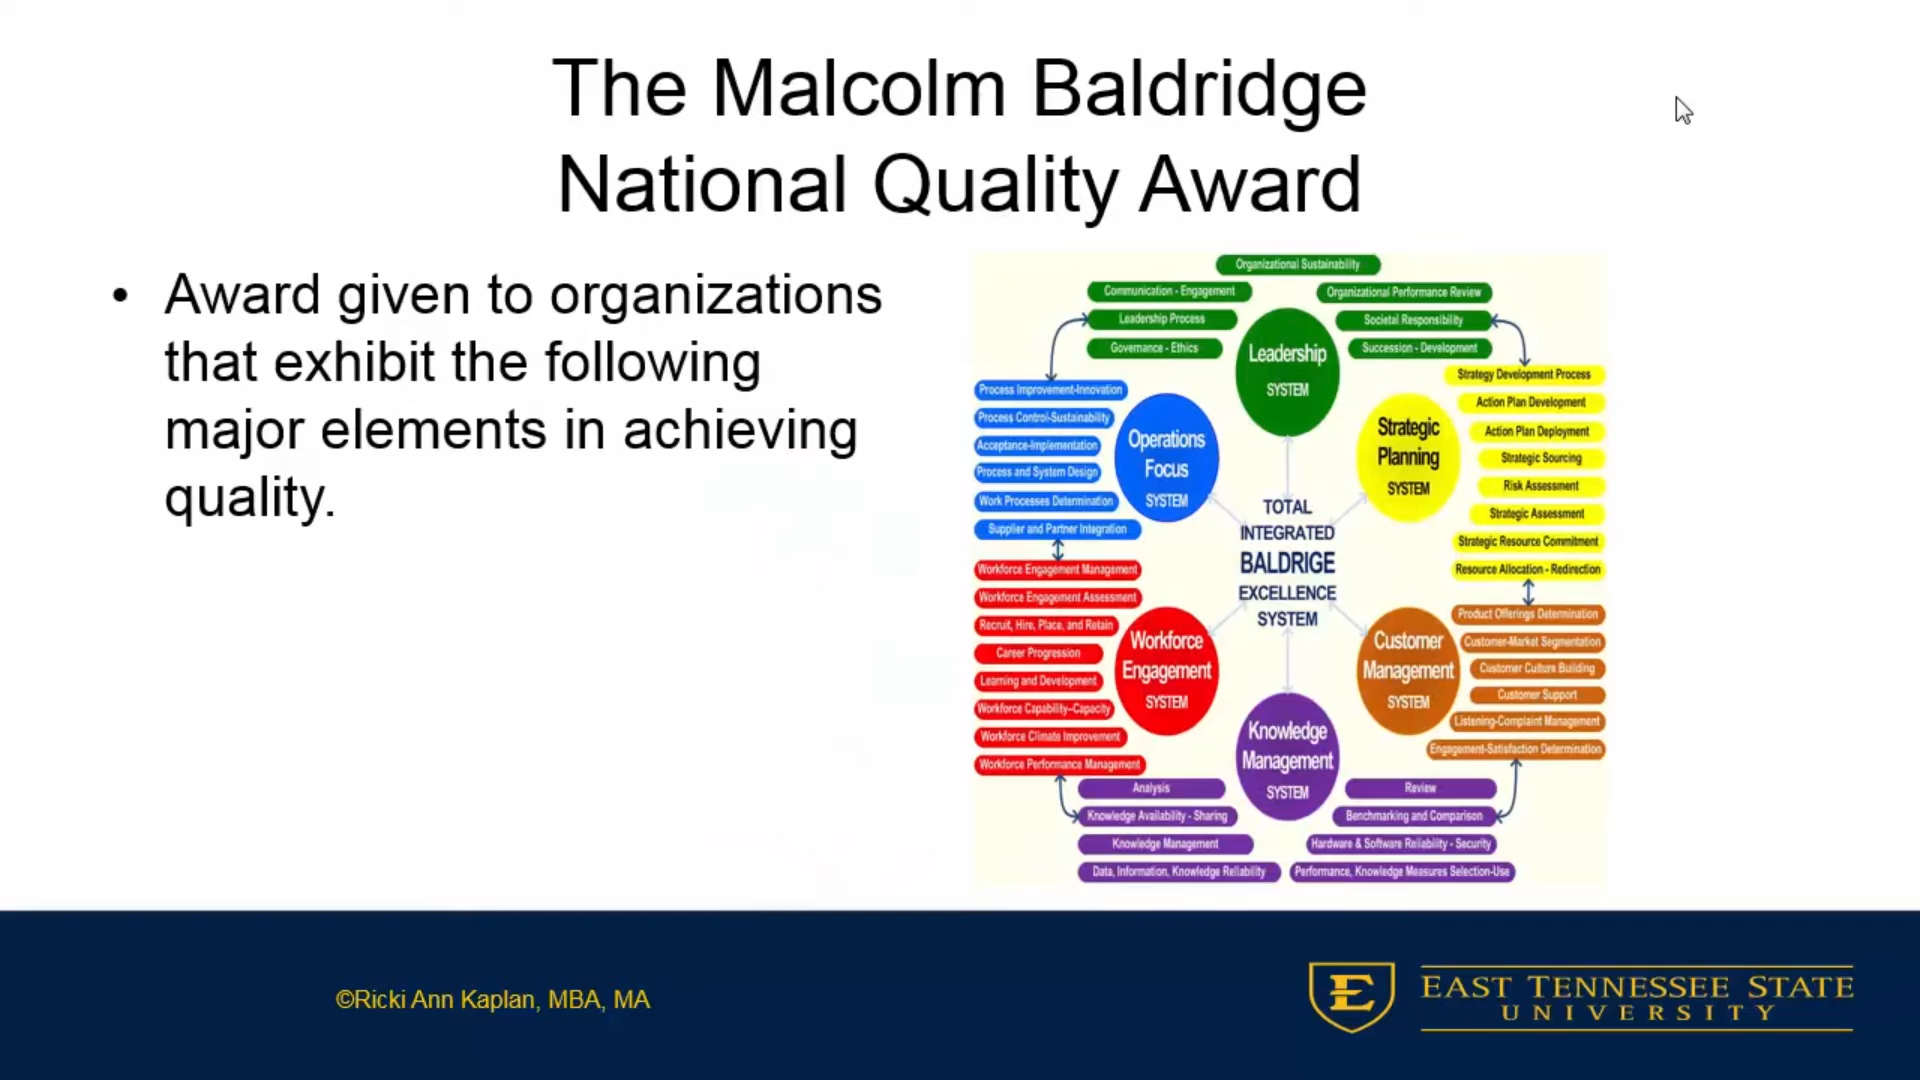 The Malcolm Baldridge
National Quality Award
• Award given to organizations
that exhibit the following
major elements in achieving
quality.
Organizational Sustainability
Communication - Engagement
Organizational Performance Review
Leadership Process
Societal Responsibility
Governance - Ethics
Succession - Development
Leadership
SYSTEM
Strategy Development Process
Action Plan Development
Action Plan Deployment
Strategic Sourcing
Risk Assessment
Strategic Assessment
Strategic Resource Commitment
Resource Allocation - Redirection
Strategic
Planning
SYSTEM
Process Improvement-Innovation
Process Control-Sustainability
Acceptance-Implementation
Process and System Design
Work Processes Determination
Supplier and Partner Integration
Operations
Focus
SYSTEM
TOTAL
INTEGRATED
BALDRIGE
EXCELLENCE
SYSTEM
Workforce Engagement Management
Workforce Engagement Assessment
Recruit, Hire, Place, and Retain
Career Progression
Learning and Development
Workforce Capability–Capacity
Workforce Climate Improvement
Workforce Performance Management
Workforce
Engagement
SYSTEM
Customer
Management
SYSTEM
Product Offerings Determination
Customer-Market Segmentation
Customer Culture Building
Customer Support
Listening-Complaint Management
Engagement-Satisfaction Determination
Knowledge
Management
SYSTEM
Analysis
Knowledge Availability - Sharing
Knowledge Management
Data, Information, Knowledge Reliability
Review
Benchmarking and Comparison
Hardware & Software Reliability - Security
Performance, Knowledge Measures Selection-Use
©Ricki Ann Kaplan, MBA, MA
E
EAST TENNESSEE STATE
UNIVERSITY